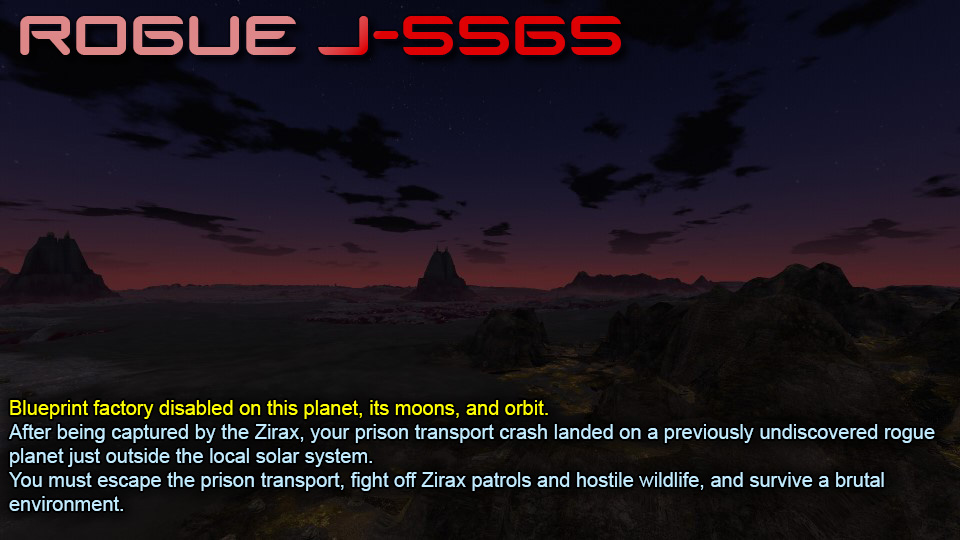 ROGUE J-SSGS
Blueprint factory disabled on this planet, its moons, and orbit.
After being captured by the Zirax, your prison transport crash landed on a previously undiscovered rogue
planet just outside the local solar system.
You must escape the prison transport, fight off Zirax patrols and hostile wildlife, and survive a brutal
environment.